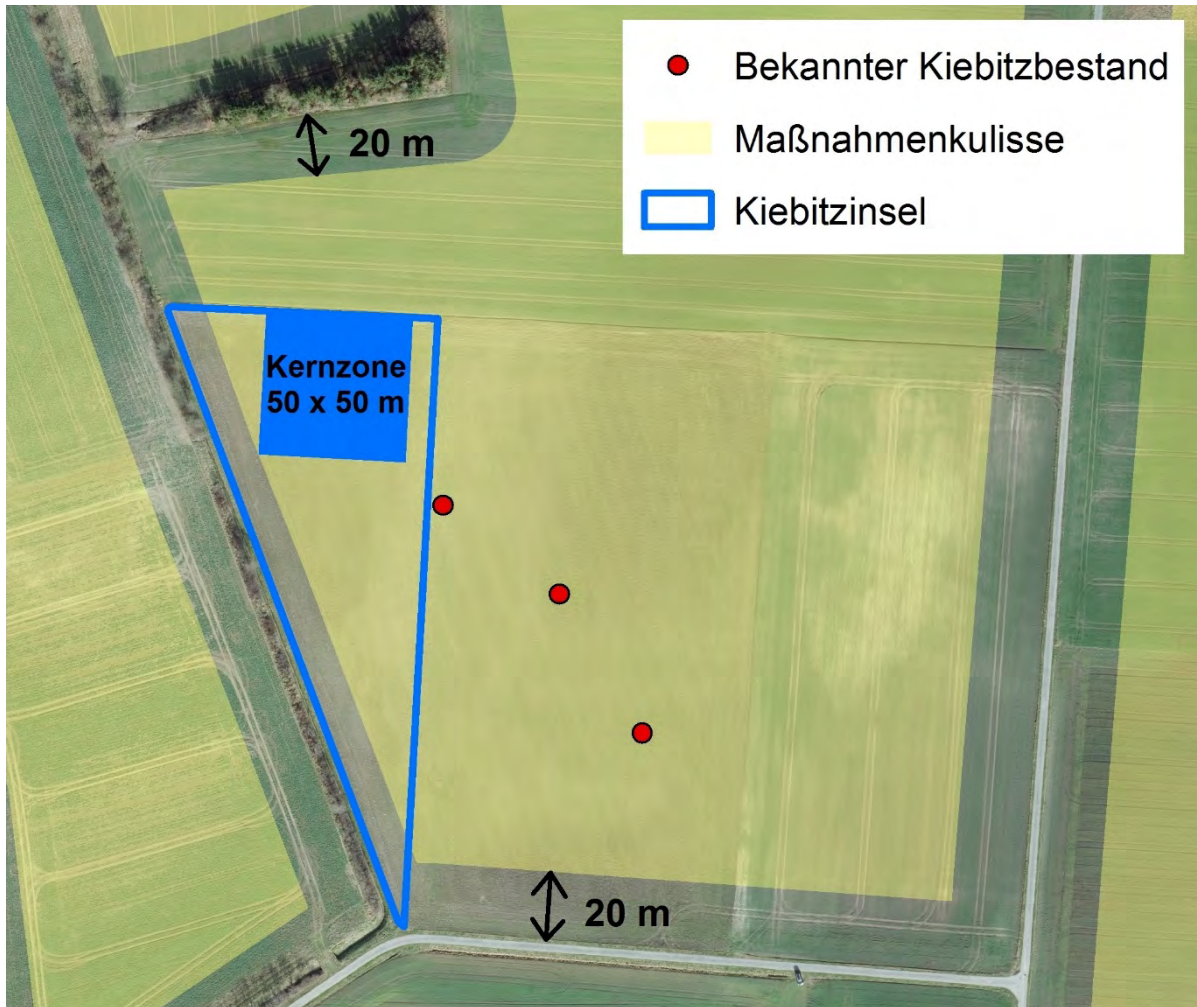 Bekannter Kiebitzbestand
Maßnahmenkulisse
Kiebitzinsel
20 m
Kernzone
50 x 50 m
20 m